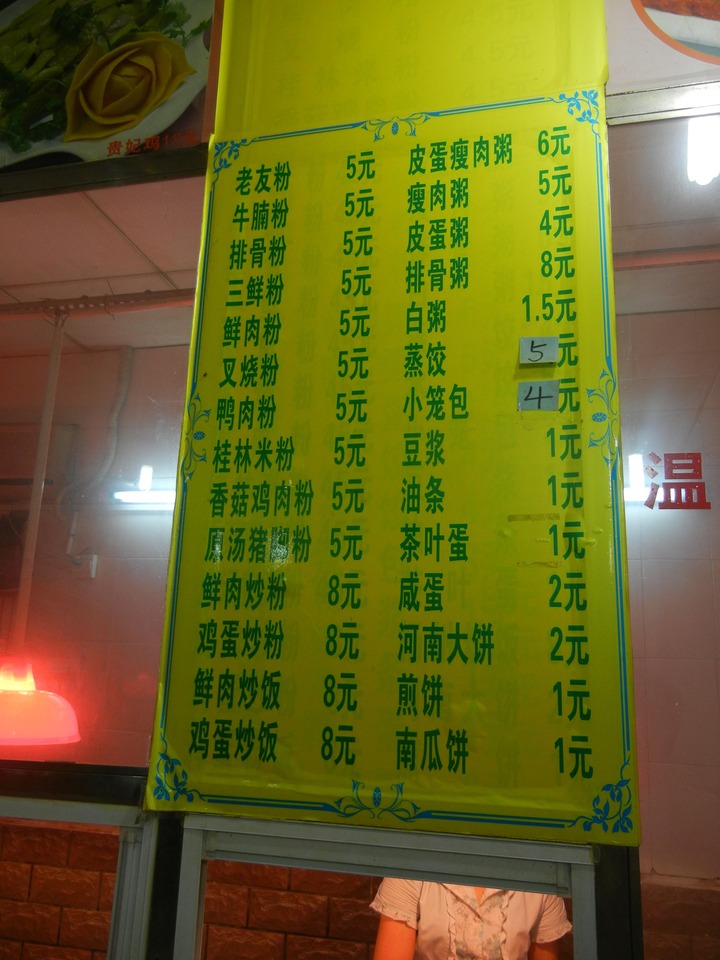 贵妃鸡
老友粉 5元 皮蛋瘦肉粥 6元
牛腩粉 5元 瘦肉粥 5元
排骨粉 5元 皮蛋粥 4元
三鲜粉 5元 排骨粥 8元
鲜肉粉 5元 白粥 1.5元
叉烧粉 5元 蒸饺 5元
鸭肉粉 5元 小笼包 4元
桂林米粉 5元 豆浆 1元
香菇鸡肉粉 5元 油条 1元
原汤猪脚粉 5元 茶叶蛋 1元
鲜肉炒粉 8元 咸蛋 2元
鸡蛋炒粉 8元 河南大饼 2元
鲜肉炒饭 8元 煎饼 1元
鸡蛋炒饭 8元 南瓜饼 1元
温